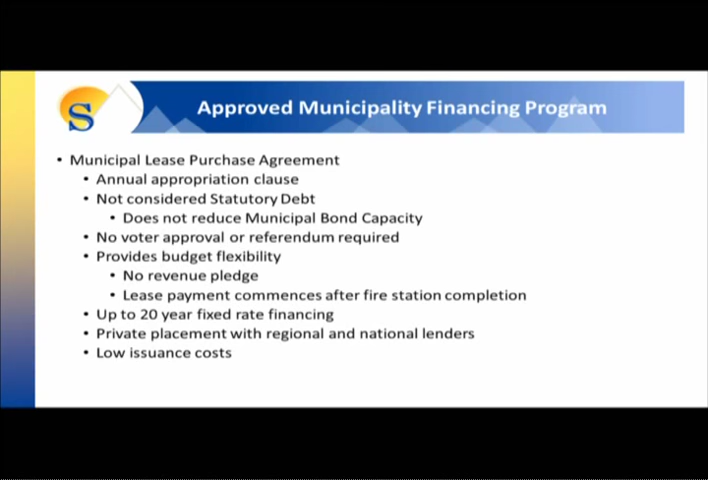 S
Approved Municipality Financing Program
• Municipal Lease Purchase Agreement
• Annual appropriation clause
• Not considered Statutory Debt
• Does not reduce Municipal Bond Capacity
• No voter approval or referendum required
• Provides budget flexibility
• No revenue pledge
• Lease payment commences after fire station completion
• Up to 20 year fixed rate financing
• Private placement with regional and national lenders
• Low issuance costs